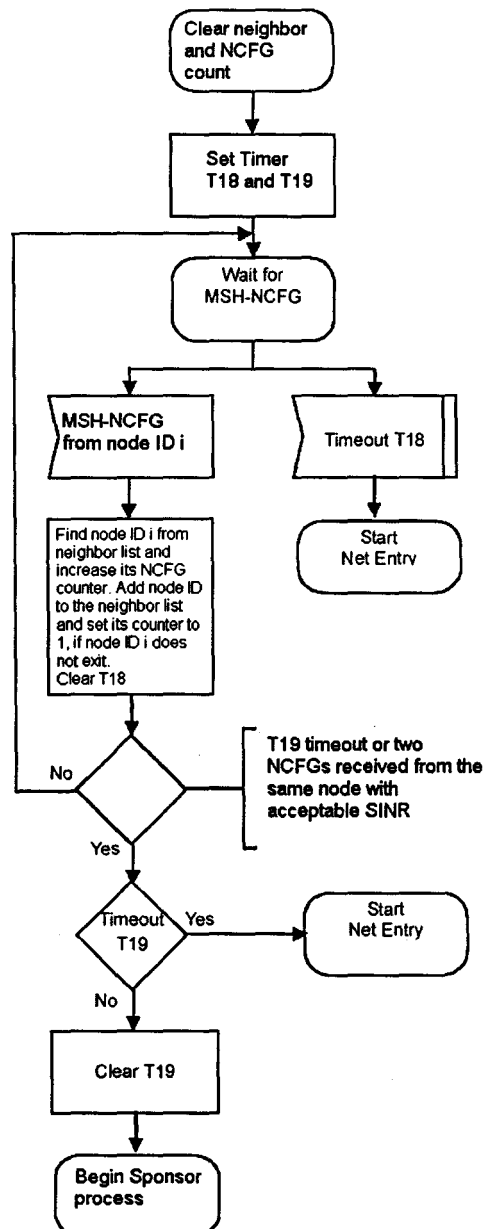 Clear neighbor
and NCFG
count
Set Timer
T18 and T19
Wait for
MSH-NCFG
MSH-NCFG
from node ID i
Timeout T18
Start
Net Entry
Find node ID i from
neighbor list and
increase its NCFG
counter. Add node ID
to the neighbor list
and set its counter to
1, if node ID i does
not exit.
Clear T18
No
T19 timeout or two
NCFGs received from the
same node with
acceptable SINR
Yes
Timeout
T19
Yes
Start
Net Entry
No
Clear T19
Begin Sponsor
process